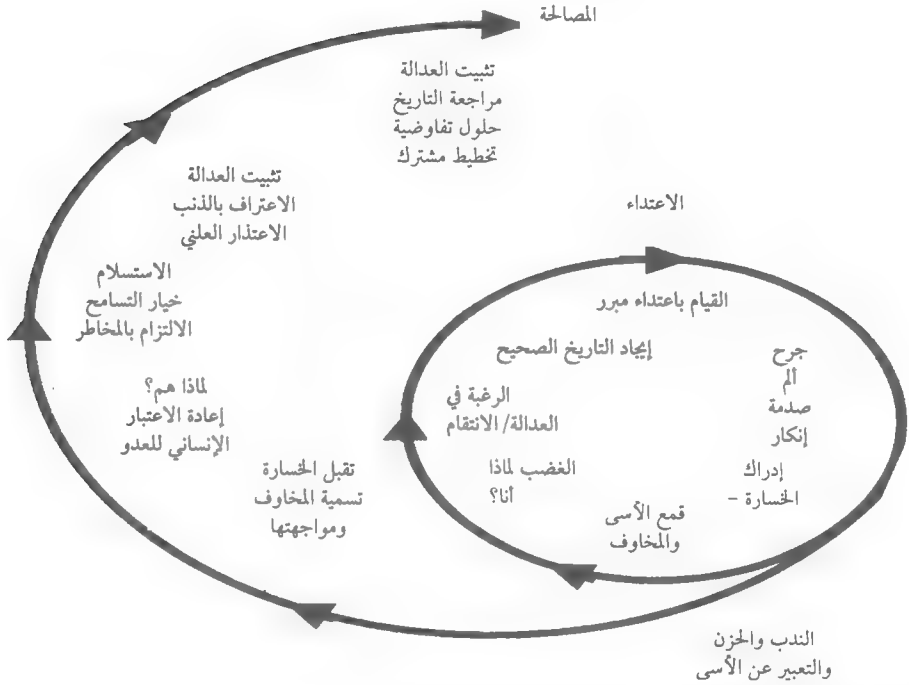 المصالحة
تثبيت العدالة
مراجعة التاريخ
حلول تفاوضية
تخطيط مشترك
تثبيت العدالة
الاعتراف بالذنب
الاعتذار العلني
الاستسلام
خيار التسامح
الالتزام بالمخاطر
لماذا هم؟
إعادة الاعتبار
الإنساني للعدو
تقبل الخسارة
تسمية المخاوف
ومواجهتها
الاعتداء
القيام باعتداء مبرر
إيجاد التاريخ الصحيح
جرح
ألم
صدمة
إنكار
الرغبة في
العدالة/ الانتقام
الغضب لماذا
أنا؟
إدراك
الخسارة –
قمع الأسى
والمخاوف
الندب والحزن
والتعبير عن الأسى